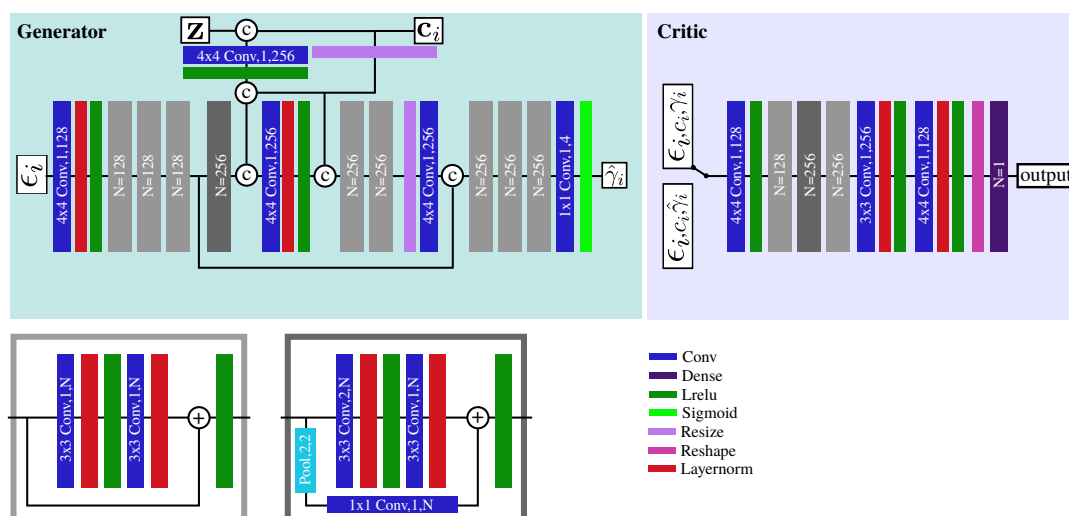 Generator
z
c
c_i
4x4 Conv,1,256
c
ϵ_i
4x4 Conv,1,128
N=128
N=128
N=128
N=256
c
4x4 Conv,1,256
c
N=256
N=256
4x4 Conv,1,256
c
N=256
N=256
N=256
1x1 Conv,1,4
γ̂_i
Critic
ϵ_i,c_i,γ_i
ϵ_i,c_i,γ̂_i
4x4 Conv,1,128
N=128
N=256
N=256
3x3 Conv,1,256
4x4 Conv,1,128
N=1
output
3x3 Conv,1,N
3x3 Conv,1,N
+
Pool,2,2
3x3 Conv,2,N
3x3 Conv,1,N
+
1x1 Conv,1,N
Conv
Dense
Lrelu
Sigmoid
Resize
Reshape
Layernorm